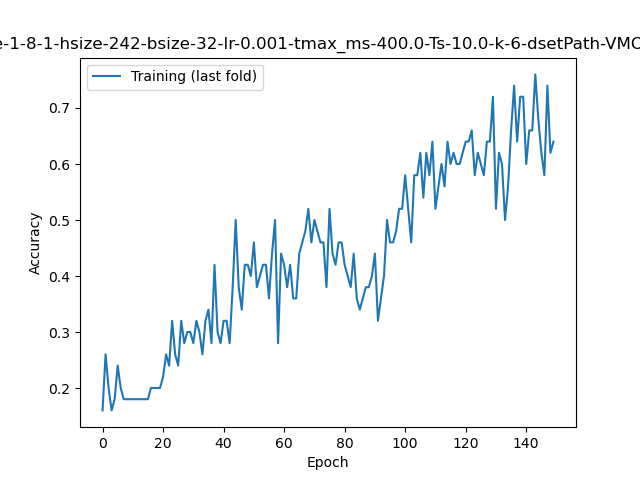 e-1-8-1-hsize-242-bsize-32-lr-0.001-tmax_ms-400.0-Ts-10.0-k-6-dsetPath-VMC
Training (last fold)
Accuracy
0.7
0.6
0.5
0.4
0.3
0.2
0 20 40 60 80 100 120 140
Epoch